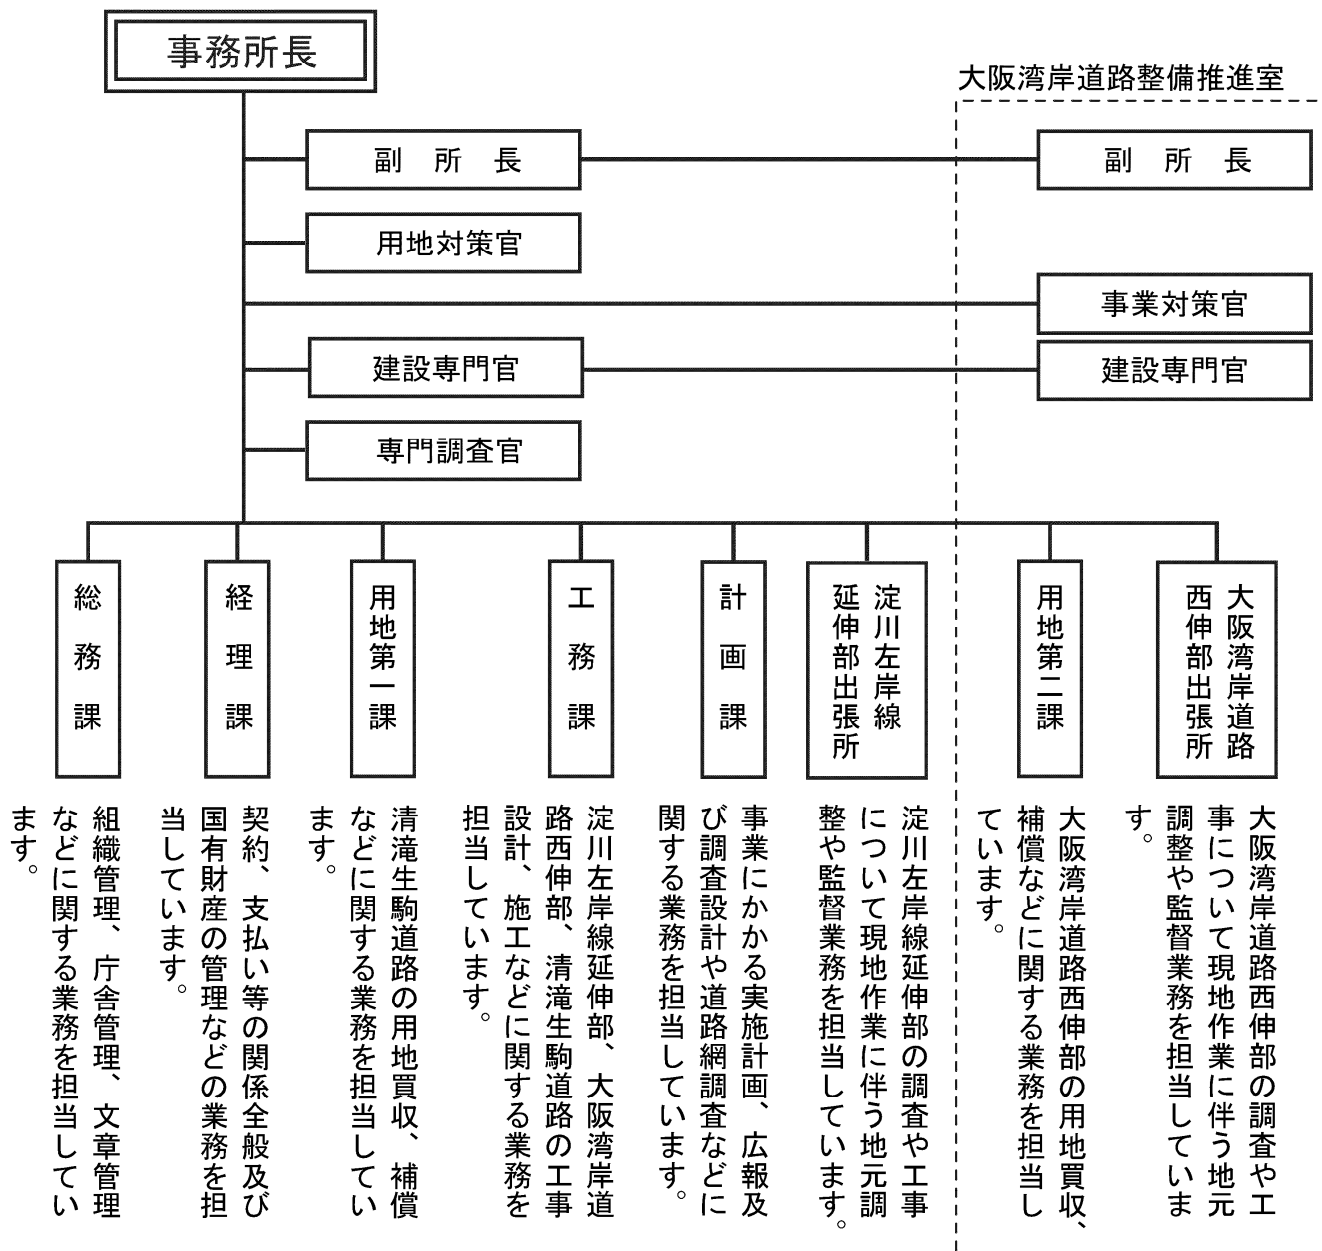 事務所長
大阪湾岸道路整備推進室
副所長
副所長
用地対策官
事業対策官
建設専門官
建設専門官
専門調査官
総務課
経理課
用地第一課
工務課
計画課
淀川左岸線
延伸部出張所
用地第二課
大阪湾岸道路
西伸部出張所
組織管理、庁舎管理、文章管理
などに関する業務を担当してい
ます。
契約、支払い等の関係全般及び
国有財産の管理などの業務を担
当しています。
清滝生駒道路の用地買収、補償
などに関する業務を担当してい
ます。
淀川左岸線延伸部、大阪湾岸道
路西伸部、清滝生駒道路の工事
設計、施工などに関する業務を
担当しています。
事業にかかる実施計画、広報及
び調査設計や道路網調査などに
関する業務を担当しています。
淀川左岸線延伸部の調査や工事
について現地作業に伴う地元調
整や監督業務を担当しています。
大阪湾岸道路西伸部の用地買収、
補償などに関する業務を担当し
ています。
大阪湾岸道路西伸部の調査や工
事について現地作業に伴う地元
調整や監督業務を担当していま
す。